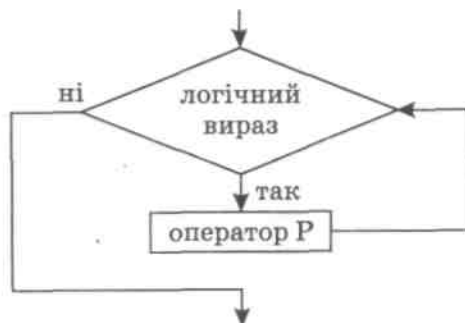 ні
логічний
вираз
так
оператор Р